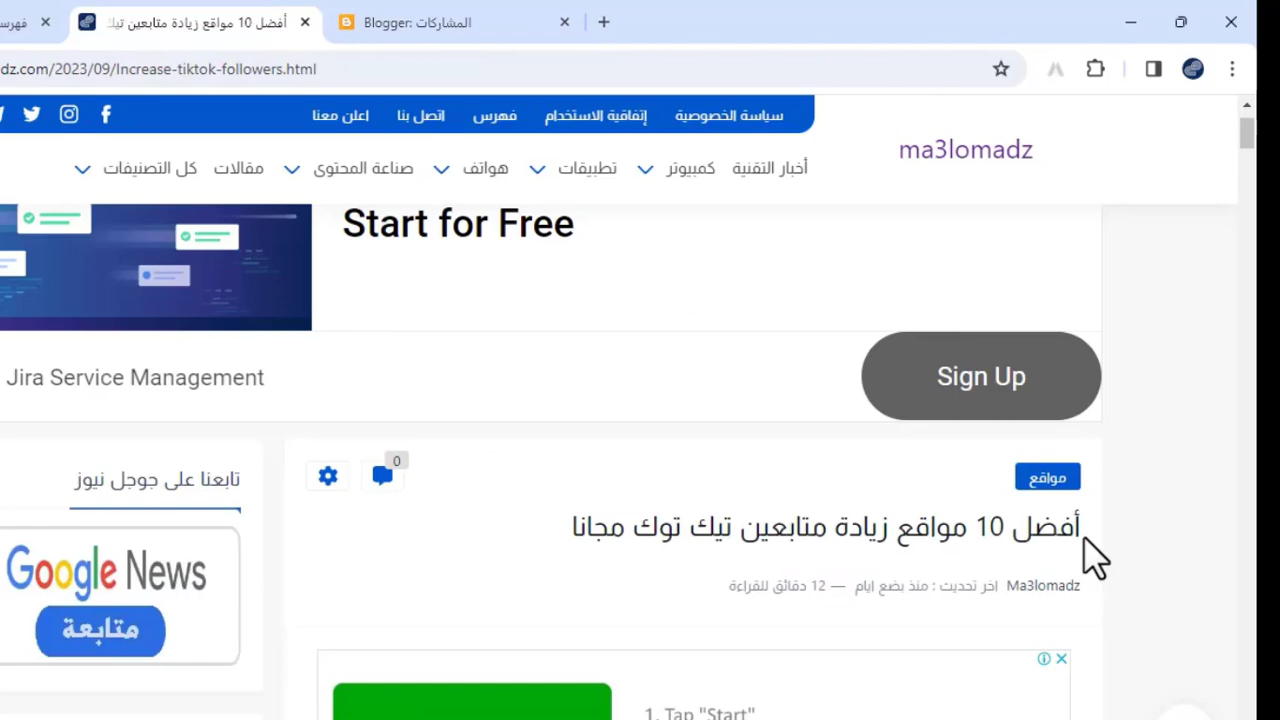 فهرس
أفضل 10 مواقع زيادة متابعين تيك
Blogger: المشاركات
dz.com/2023/09/Increase-tiktok-followers.html
سياسة الخصوصية
إتفاقية الاستخدام
فهرس
اتصل بنا
اعلن معنا
ma3lomadz
أخبار التقنية
كمبيوتر
تطبيقات
هواتف
صناعة المحتوى
مقالات
كل التصنيفات
Start for Free
Jira Service Management
Sign Up
0
مواقع
تابعنا على جوجل نيوز
أفضل 10 مواقع زيادة متابعين تيك توك مجانا
Ma3lomadz اخر تحديث : منذ بضع ايام — 12 دقائق للقراءة
Google News
متابعة
1. Tap "Start"